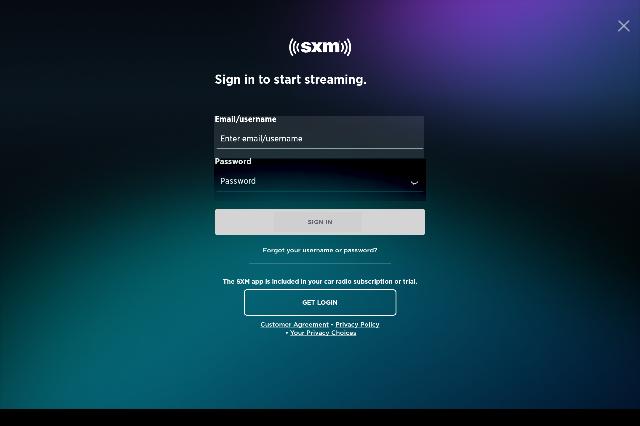 sxm
Sign in to start streaming.
Email/username
Enter email/username
Password
Password
SIGN IN
Forgot your username or password?
The SXM app is included in your car radio subscription or trial.
GET LOGIN
Customer Agreement • Privacy Policy
• Your Privacy Choices